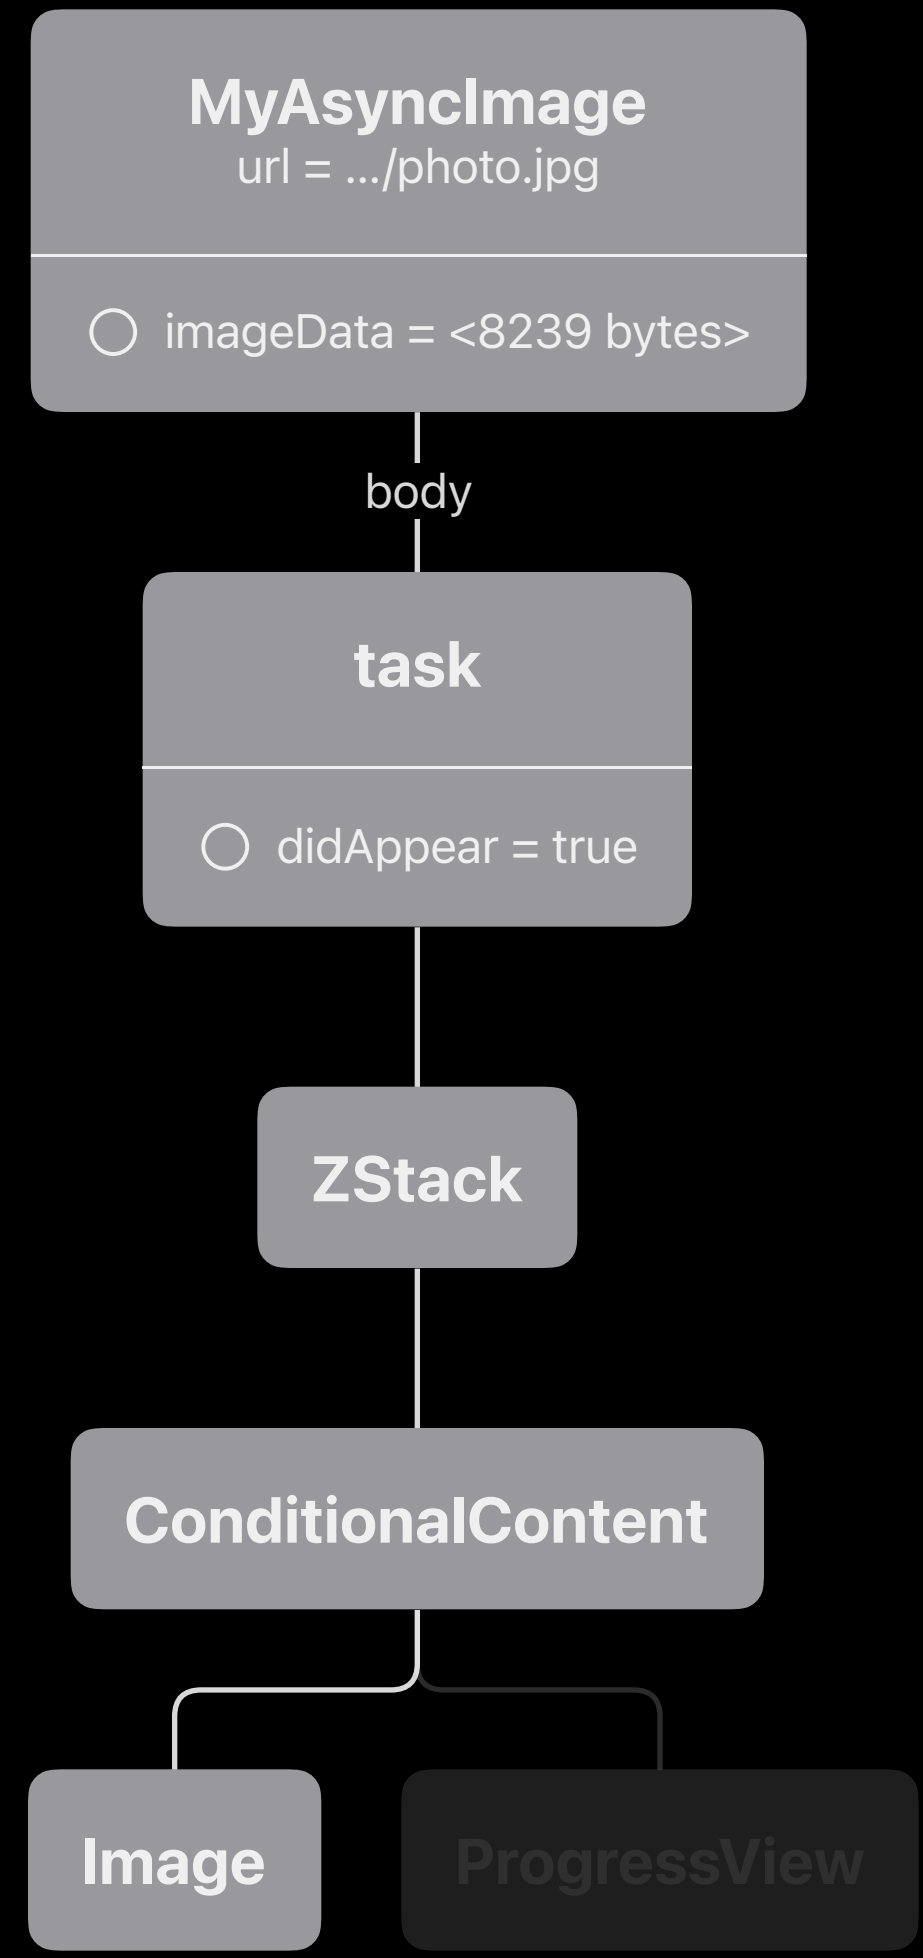 MyAsyncImage
url = .../photo.jpg
imageData = <8239 bytes>
body
task
didAppear = true
ZStack
ConditionalContent
Image
ProgressView